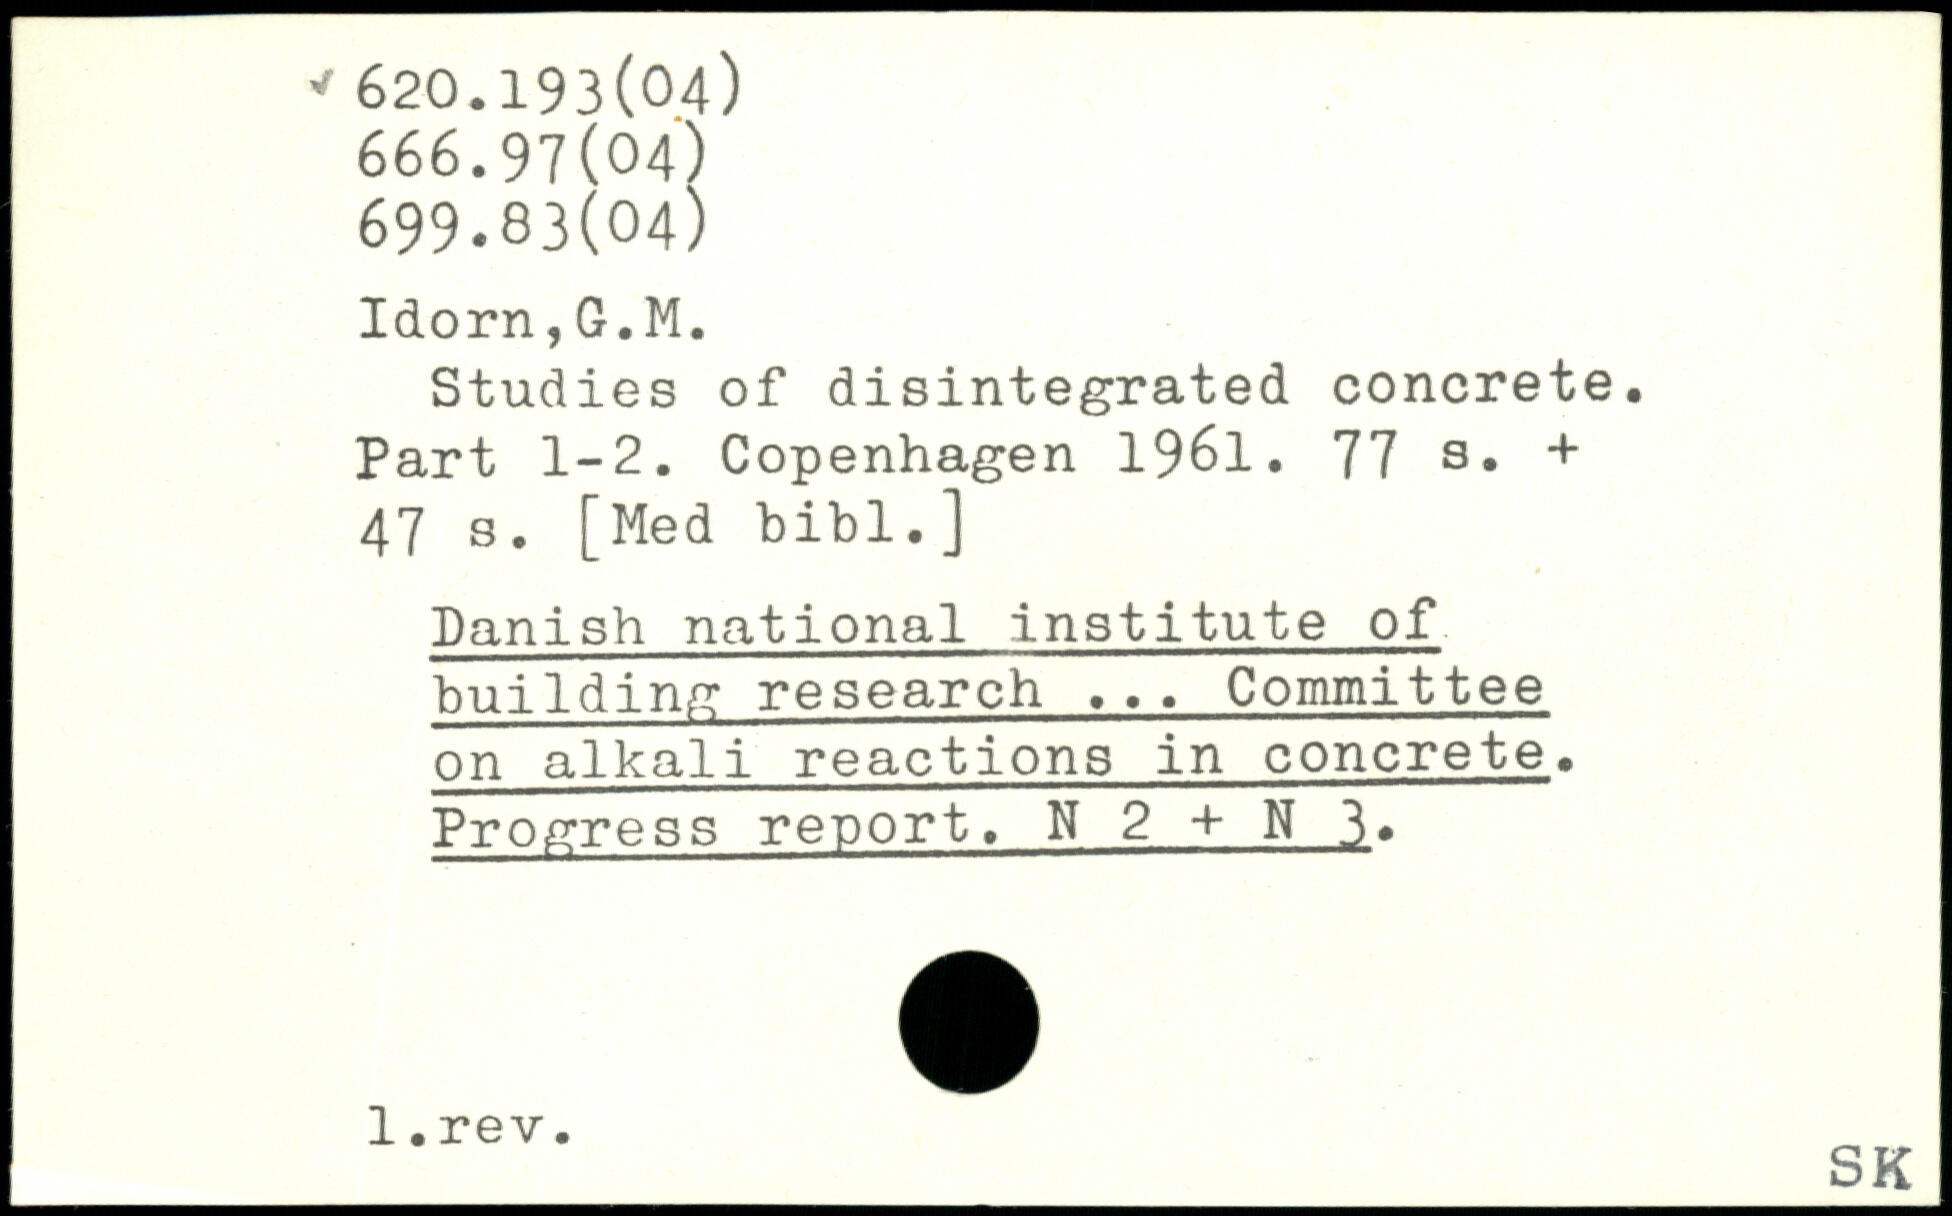 620.193(04)
666.97(04)
699.83(04)
Idorn,G.M.
Studies of disintegrated concrete.
Part 1-2. Copenhagen 1961. 77 s. +
47 s. [Med bibl.]
Danish national institute of
building research ... Committee
on alkali reactions in concrete.
Progress report. N 2 + N 3.
1.rev.
SK